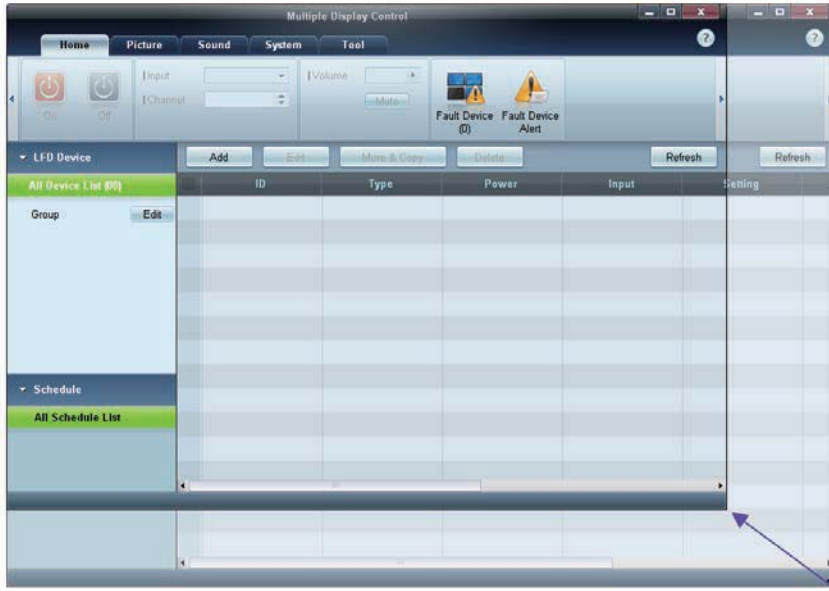 Multiple Display Control
Home Picture Sound System Tool
?
?
Input
Channel
Volume
Mute
On Off
Fault Device (0)
Fault Device Alert
LFD Device
Add Edit Move & Copy Delete Refresh Refresh
All Device List (00)
ID Type Power Input Setting
Group Edit
Schedule
All Schedule List